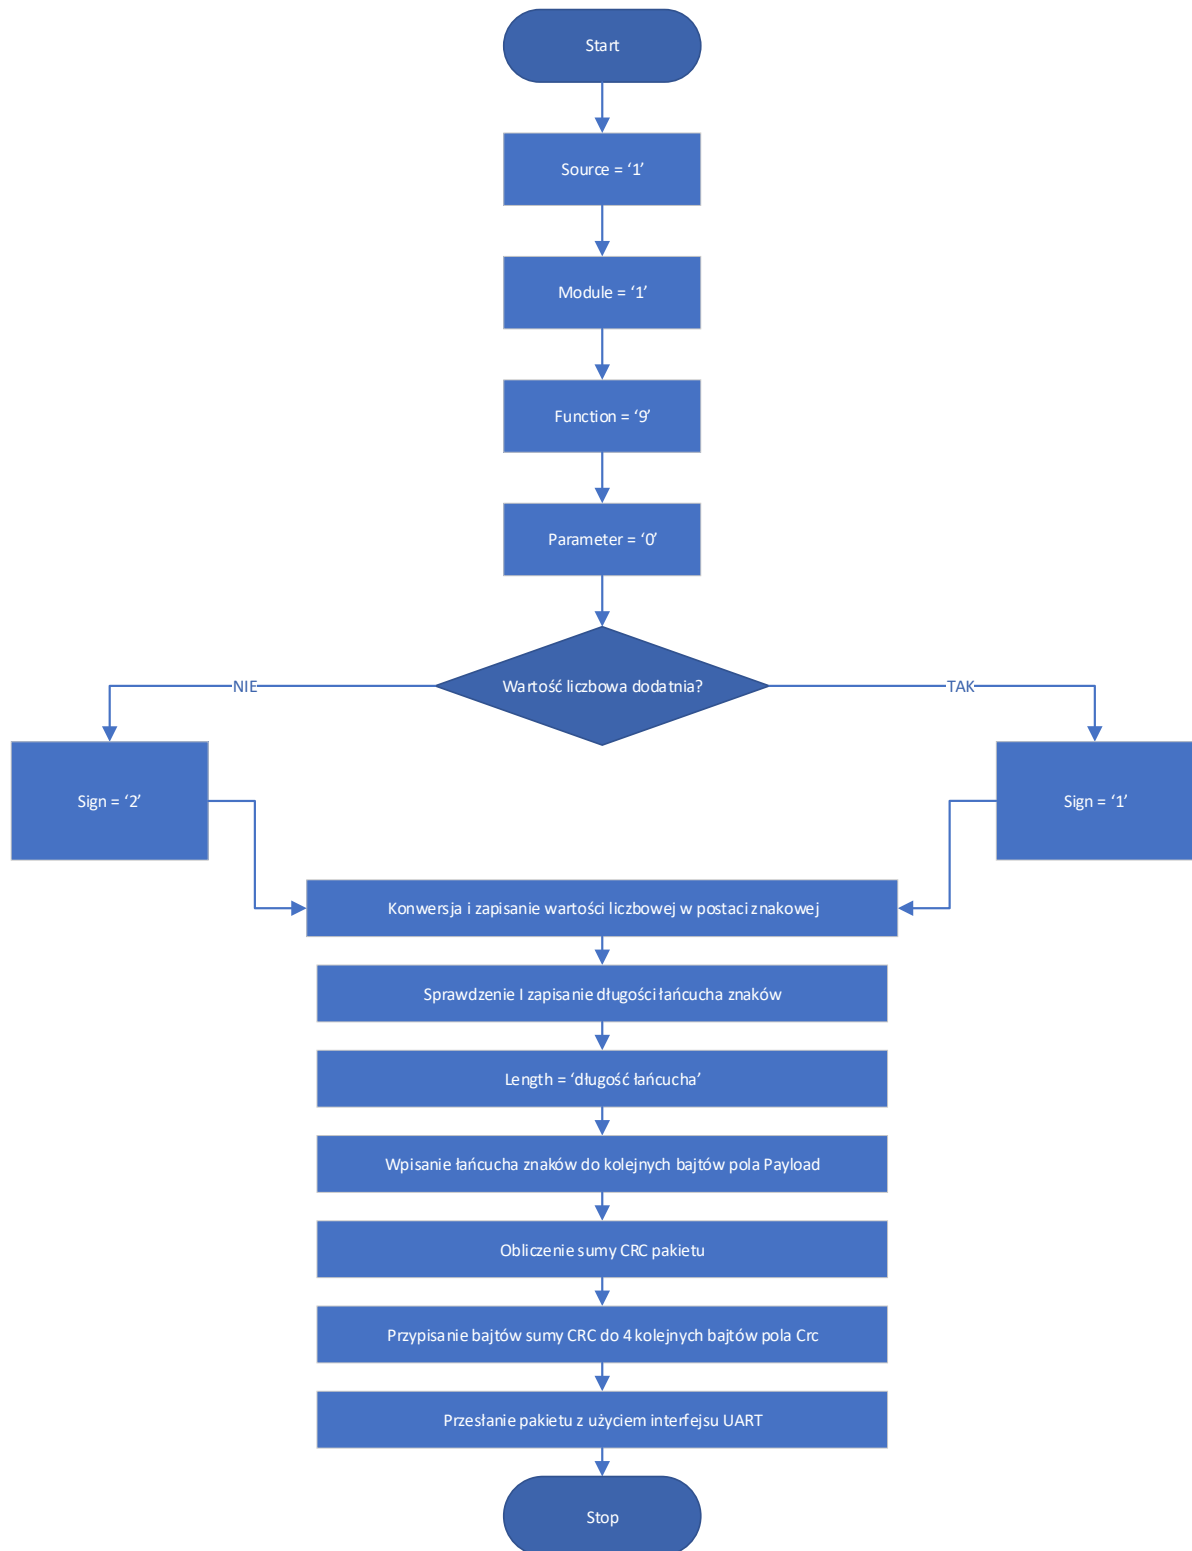 Start
Source = ‘1’
Module = ‘1’
Function = ‘9’
Parameter = ‘0’
Wartość liczbowa dodatnia?
NIE
TAK
Sign = ‘2’
Sign = ‘1’
Konwersja i zapisanie wartości liczbowej w postaci znakowej
Sprawdzenie I zapisanie długości łańcucha znaków
Length = ‘długość łańcucha’
Wpisanie łańcucha znaków do kolejnych bajtów pola Payload
Obliczenie sumy CRC pakietu
Przypisanie bajtów sumy CRC do 4 kolejnych bajtów pola Crc
Przesłanie pakietu z użyciem interfejsu UART
Stop